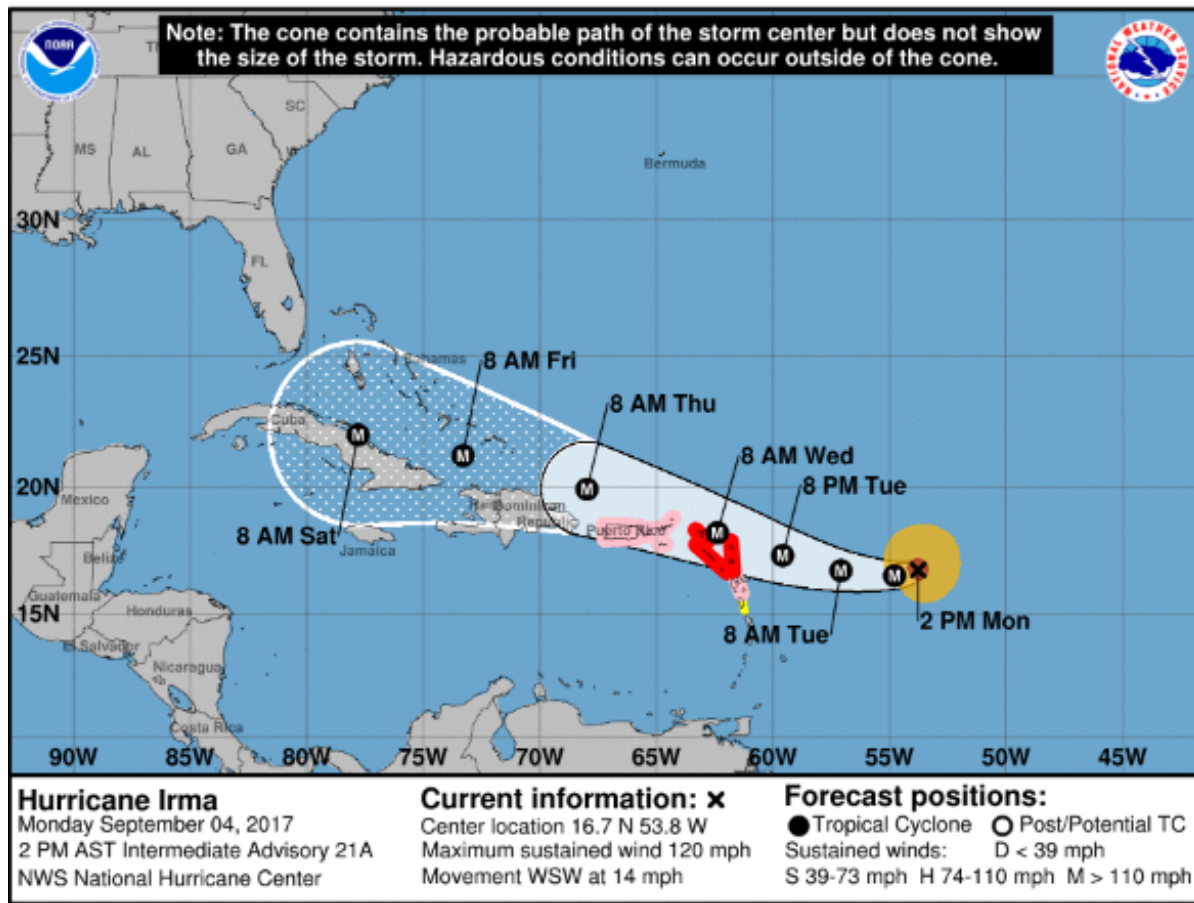 Note: The cone contains the probable path of the storm center but does not show
the size of the storm. Hazardous conditions can occur outside of the cone.
NOAA
NATIONAL WEATHER SERVICE
SC
MS
AL
GA
Bermuda
30N
FL
25N
Bahamas
8 AM Fri
8 AM Thu
Cuba
M
M
8 AM Wed
20N
M
8 PM Tue
Mexico
Dominican
Republic
8 AM Sat
Puerto Rico
M
Jamaica
M
Belize
M
M
Guatemala
Honduras
15N
8 AM Tue
2 PM Mon
El Salvador
Nicaragua
Costa Rica
90W 85W 80W 75W 70W 65W 60W 55W 50W 45W
Hurricane Irma
Monday September 04, 2017
2 PM AST Intermediate Advisory 21A
NWS National Hurricane Center
Current information: x
Center location 16.7 N 53.8 W
Maximum sustained wind 120 mph
Movement WSW at 14 mph
Forecast positions:
Tropical Cyclone Post/Potential TC
Sustained winds: D < 39 mph
S 39-73 mph H 74-110 mph M > 110 mph